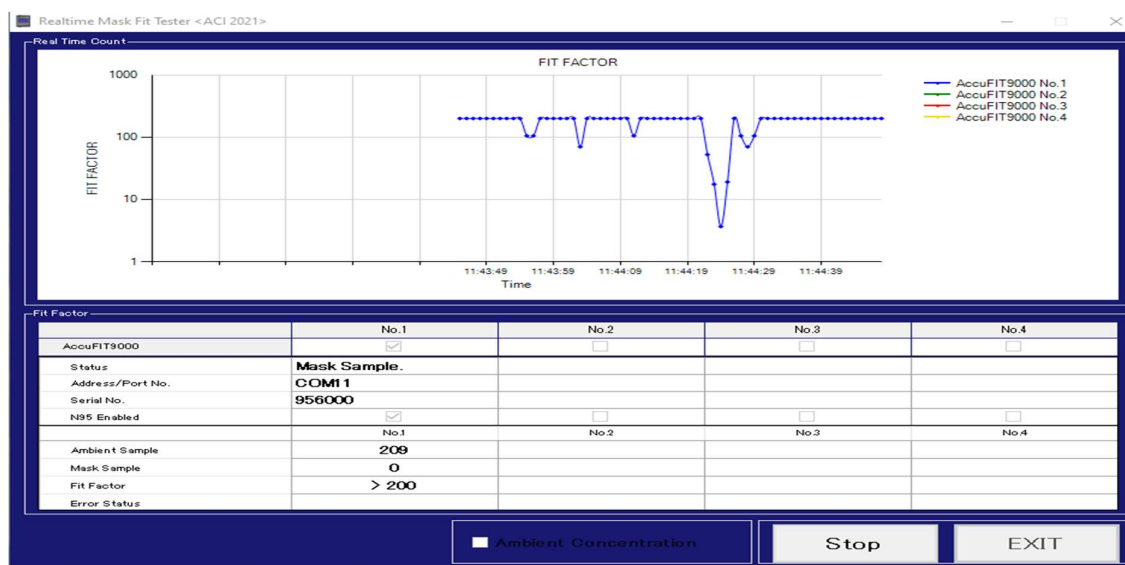 Realtime Mask Fit Tester <ACI 2021>
Real Time Count
FIT FACTOR
1000
100
10
1
FIT FACTOR
11:43:49 11:43:59 11:44:09 11:44:19 11:44:29 11:44:39
Time
AccuFIT9000 No.1
AccuFIT9000 No.2
AccuFIT9000 No.3
AccuFIT9000 No.4
Fit Factor
No.1 No.2 No.3 No.4
AccuFIT9000
Status Mask Sample.
Address/Port No. COM11
Serial No. 956000
N95 Enabled
No.1 No.2 No.3 No.4
Ambient Sample 209
Mask Sample 0
Fit Factor > 200
Error Status
Ambient Concentration
Stop
EXIT